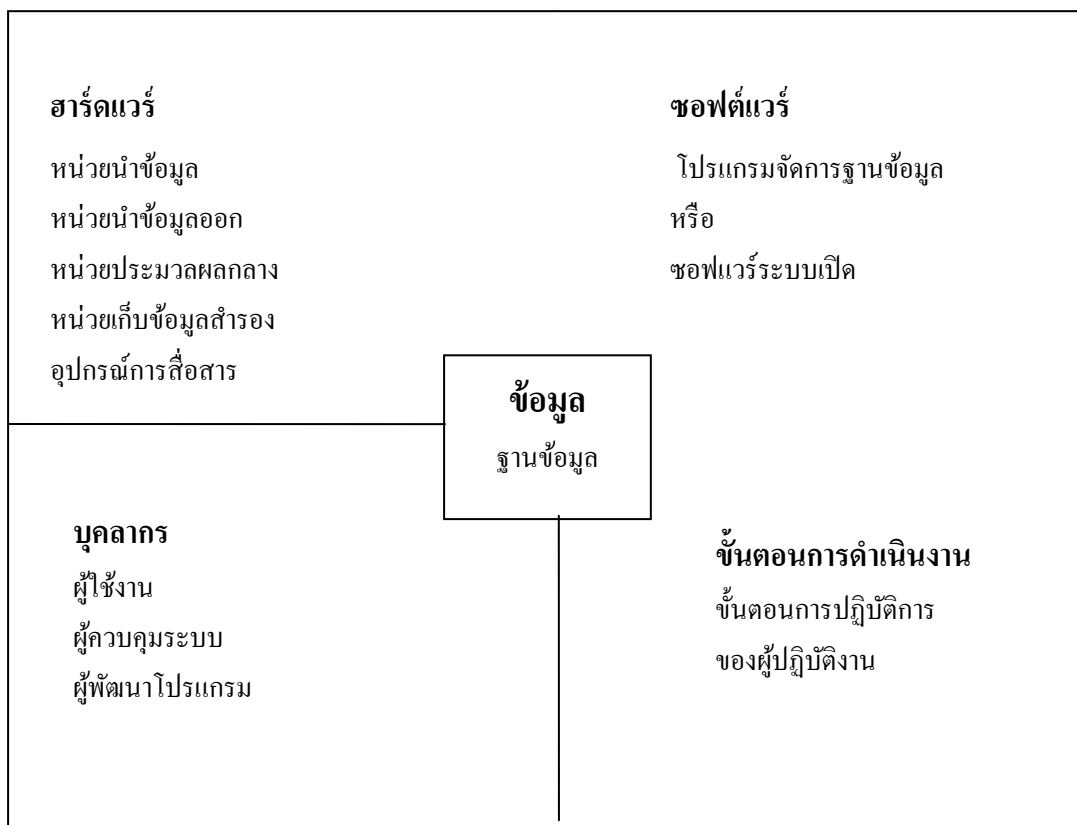 ฮาร์ดแวร์
หน่วยนำข้อมูล
หน่วยนำข้อมูลออก
หน่วยประมวลผลกลาง
หน่วยเก็บข้อมูลสำรอง
อุปกรณ์การสื่อสาร
ซอฟต์แวร์
โปรแกรมจัดการฐานข้อมูล
หรือ
ซอฟแวร์ระบบเปิด
ข้อมูล
ฐานข้อมูล
บุคลากร
ผู้ใช้งาน
ผู้ควบคุมระบบ
ผู้พัฒนาโปรแกรม
ขั้นตอนการดำเนินงาน
ขั้นตอนการปฏิบัติการ
ของผู้ปฏิบัติงาน